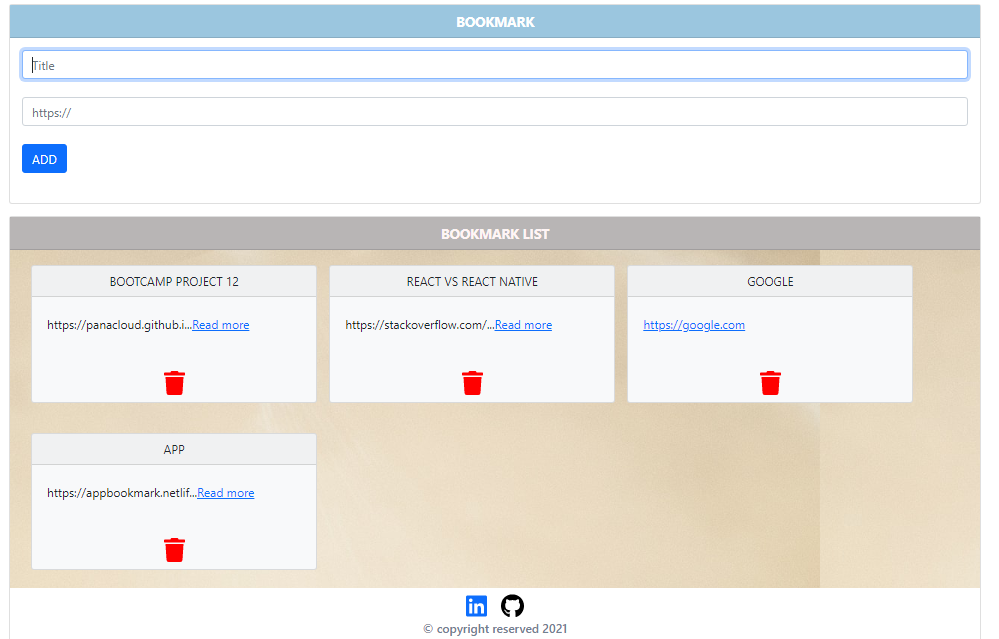 BOOKMARK
Title
https://
ADD
BOOKMARK LIST
BOOTCAMP PROJECT 12
https://panacloud.github.i...Read more
REACT VS REACT NATIVE
https://stackoverflow.com/...Read more
GOOGLE
https://google.com
APP
https://appbookmark.netlif...Read more
in
© copyright reserved 2021